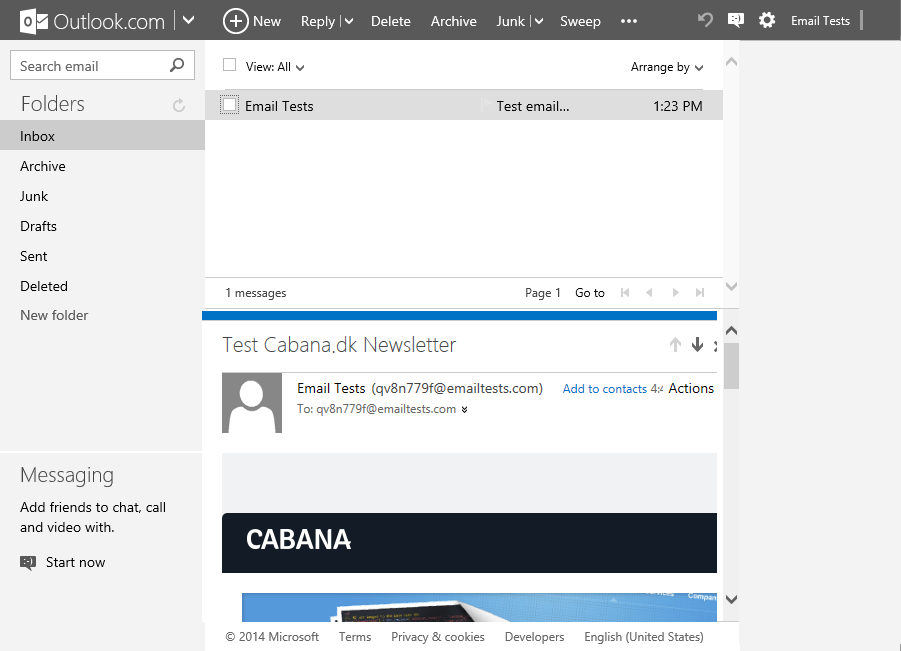 Outlook.com
New Reply Delete Archive Junk Sweep ••• Email Tests
Search email
Folders
Inbox
Archive
Junk
Drafts
Sent
Deleted
New folder
Messaging
Add friends to chat, call
and video with.
Start now
View: All Arrange by
Email Tests Test email... 1:23 PM
1 messages Page 1 Go to
Test Cabana.dk Newsletter
Email Tests (qv8n779f@emailtests.com) Add to contacts Actions
To: qv8n779f@emailtests.com
CABANA
© 2014 Microsoft Terms Privacy & cookies Developers English (United States)